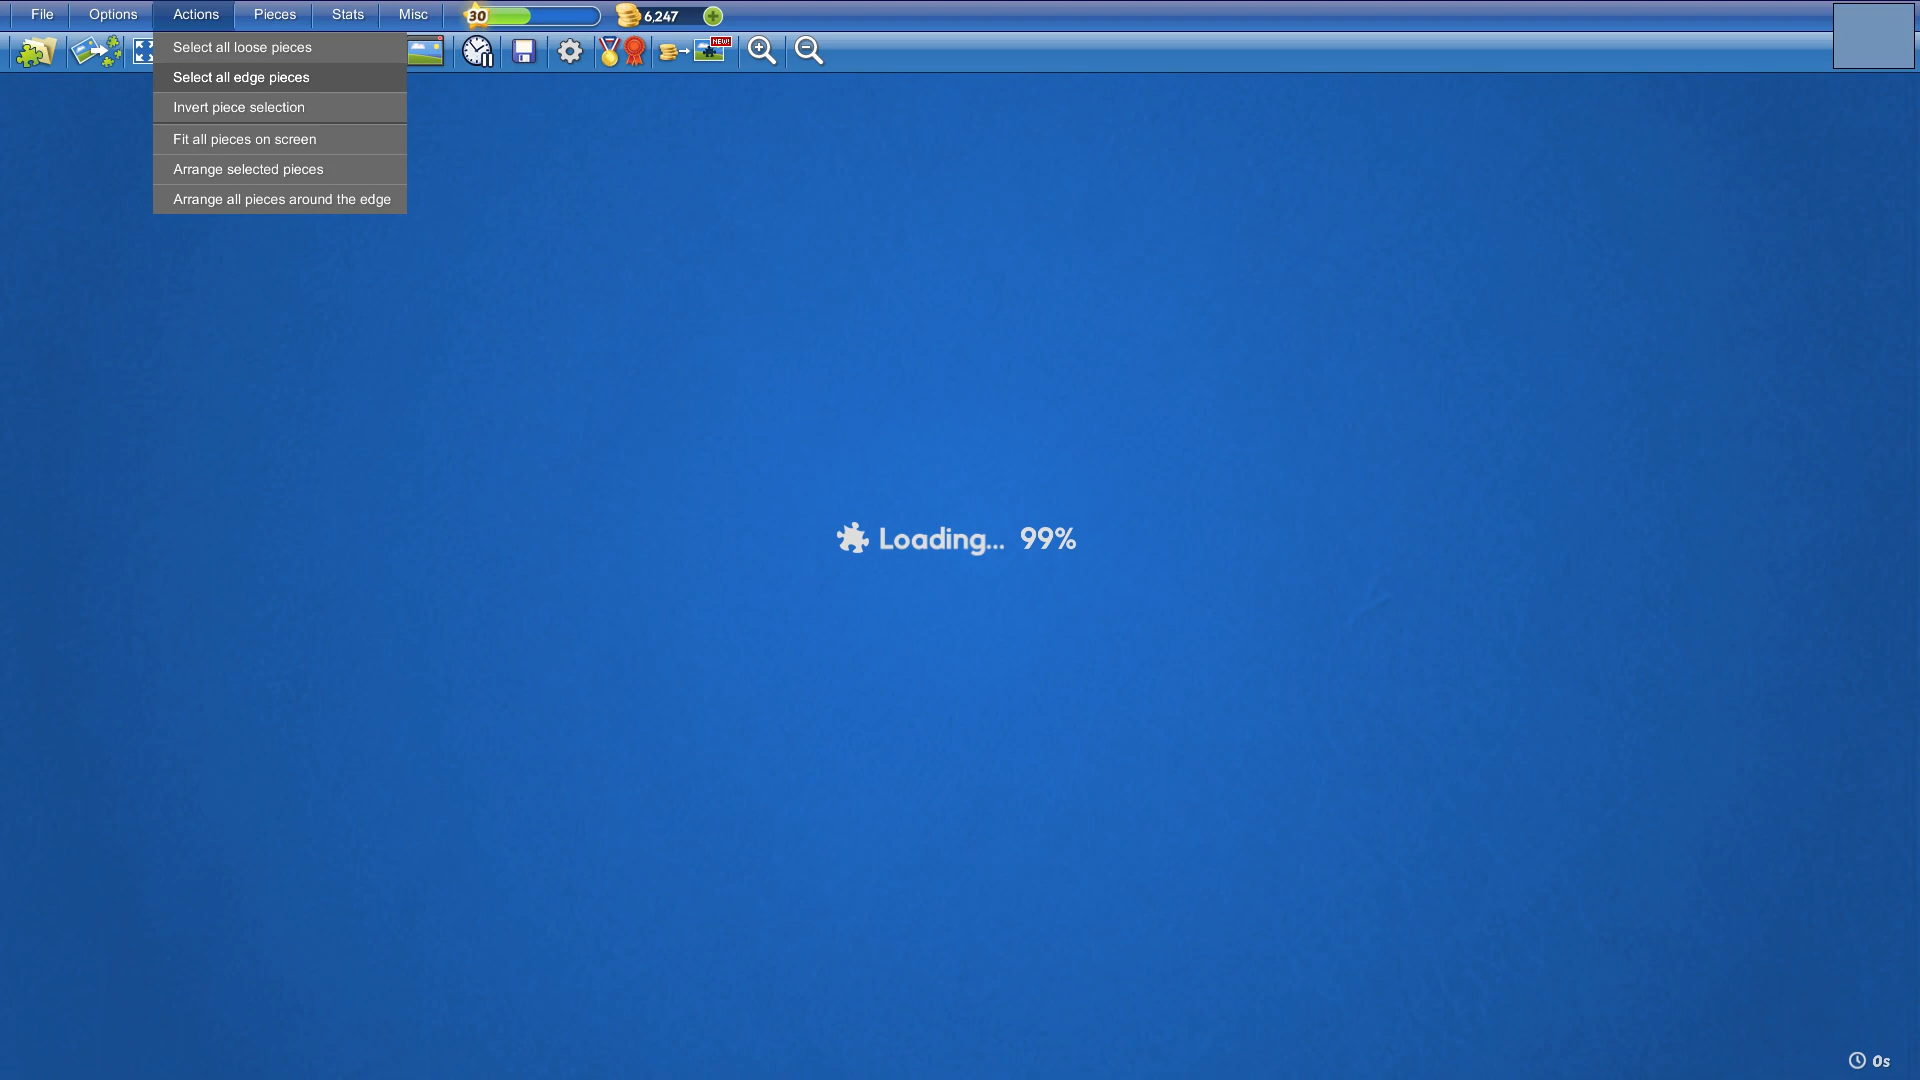 File Options Actions Pieces Stats Misc 30 6,247
NEW!
Select all loose pieces
Select all edge pieces
Invert piece selection
Fit all pieces on screen
Arrange selected pieces
Arrange all pieces around the edge
Loading... 99%
0s